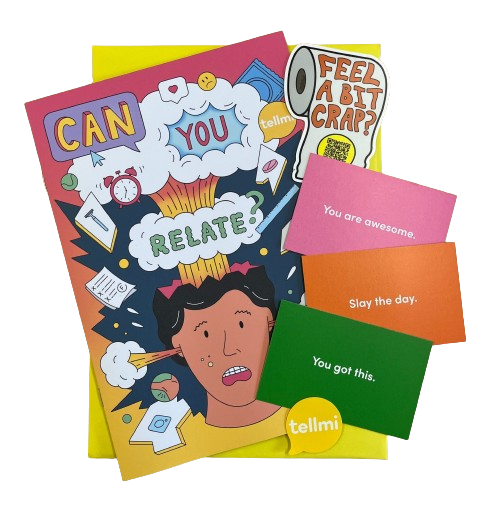 CAN
YOU
RELATE?
tellmi
FEEL
A BIT
CRAP?
You are awesome.
Slay the day.
You got this.
tellmi